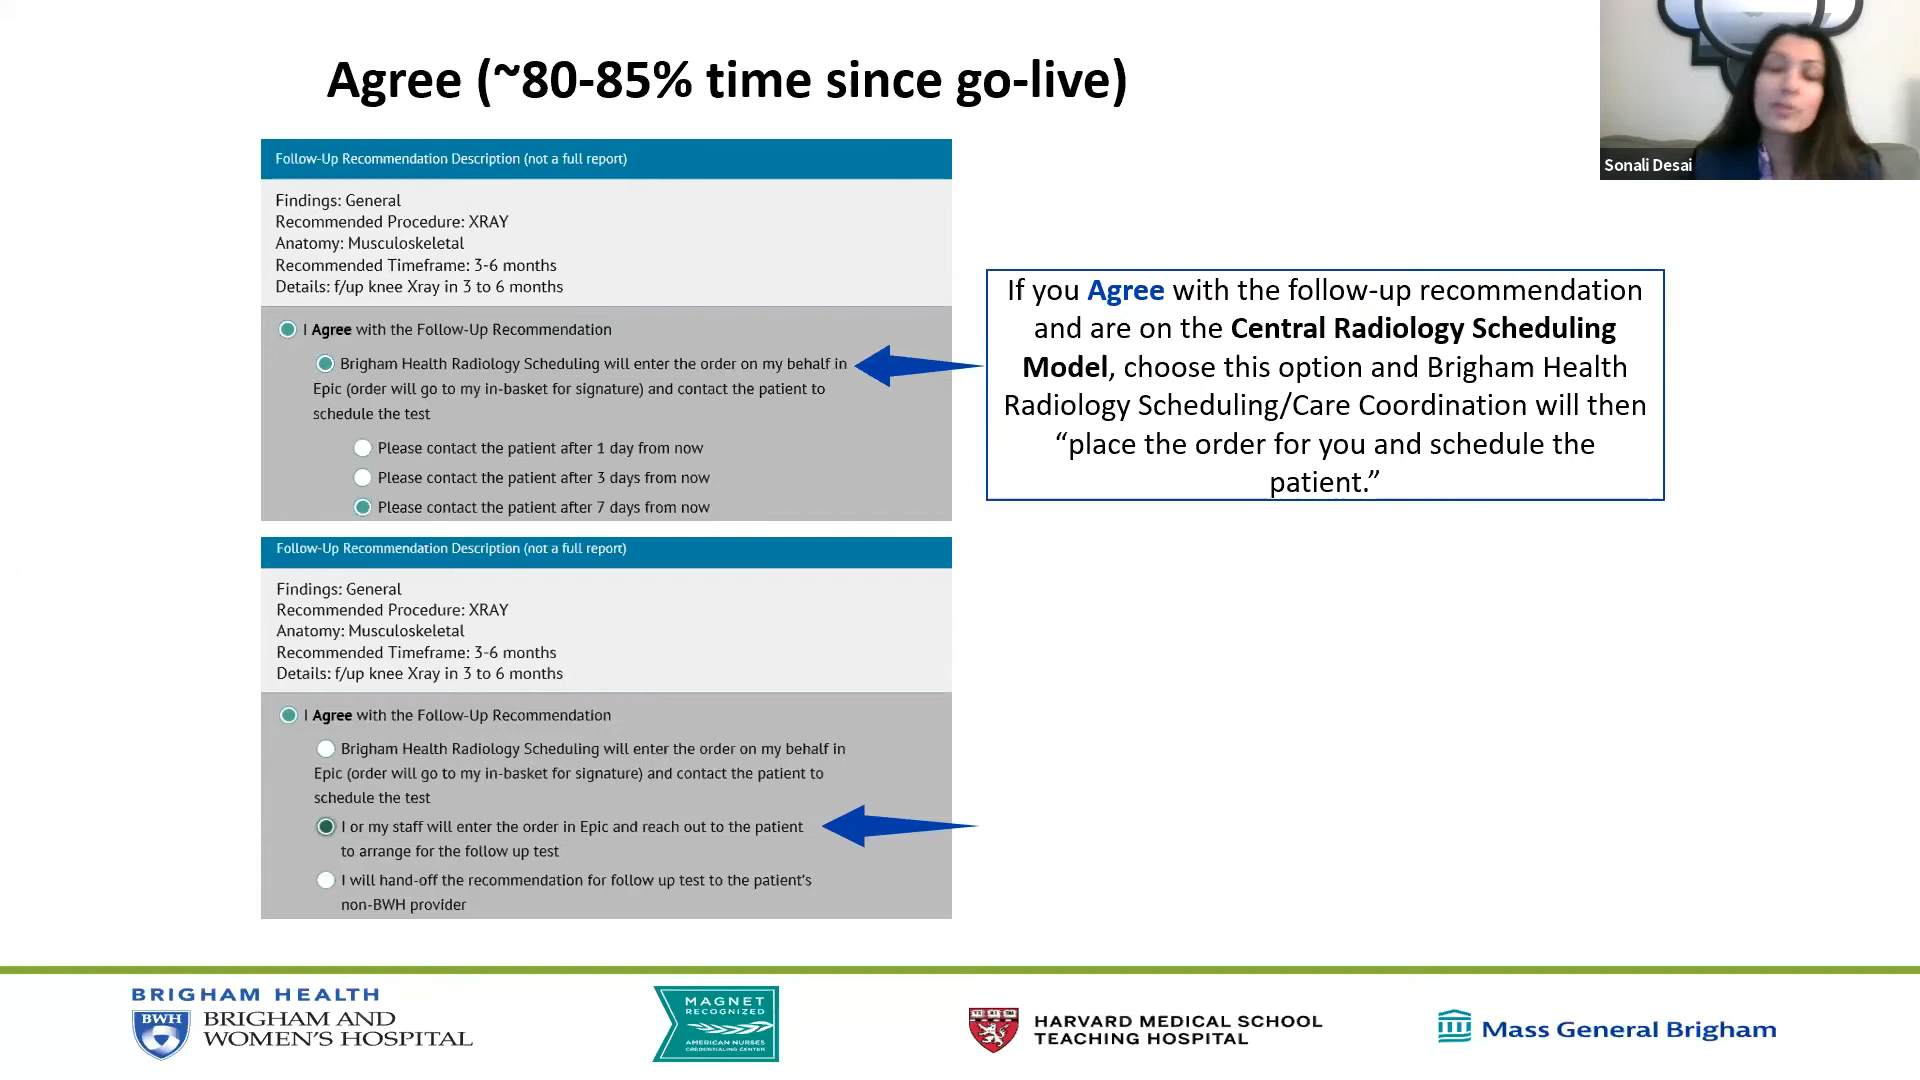 Agree (~80-85% time since go-live)
Sonali Desai
Follow-Up Recommendation Description (not a full report)
Findings: General
Recommended Procedure: XRAY
Anatomy: Musculoskeletal
Recommended Timeframe: 3-6 months
Details: f/up knee Xray in 3 to 6 months
I Agree with the Follow-Up Recommendation
Brigham Health Radiology Scheduling will enter the order on my behalf in
Epic (order will go to my in-basket for signature) and contact the patient to
schedule the test
Please contact the patient after 1 day from now
Please contact the patient after 3 days from now
Please contact the patient after 7 days from now
If you Agree with the follow-up recommendation
and are on the Central Radiology Scheduling
Model, choose this option and Brigham Health
Radiology Scheduling/Care Coordination will then
“place the order for you and schedule the
patient.”
Follow-Up Recommendation Description (not a full report)
Findings: General
Recommended Procedure: XRAY
Anatomy: Musculoskeletal
Recommended Timeframe: 3-6 months
Details: f/up knee Xray in 3 to 6 months
I Agree with the Follow-Up Recommendation
Brigham Health Radiology Scheduling will enter the order on my behalf in
Epic (order will go to my in-basket for signature) and contact the patient to
schedule the test
I or my staff will enter the order in Epic and reach out to the patient
to arrange for the follow up test
I will hand-off the recommendation for follow up test to the patient's
non-BWH provider
BRIGHAM HEALTH
BWH
BRIGHAM AND
WOMEN'S HOSPITAL
MAGNET
RECOGNIZED
AMERICAN NURSES
CREDENTIALING CENTER
HARVARD MEDICAL SCHOOL
TEACHING HOSPITAL
Mass General Brigham